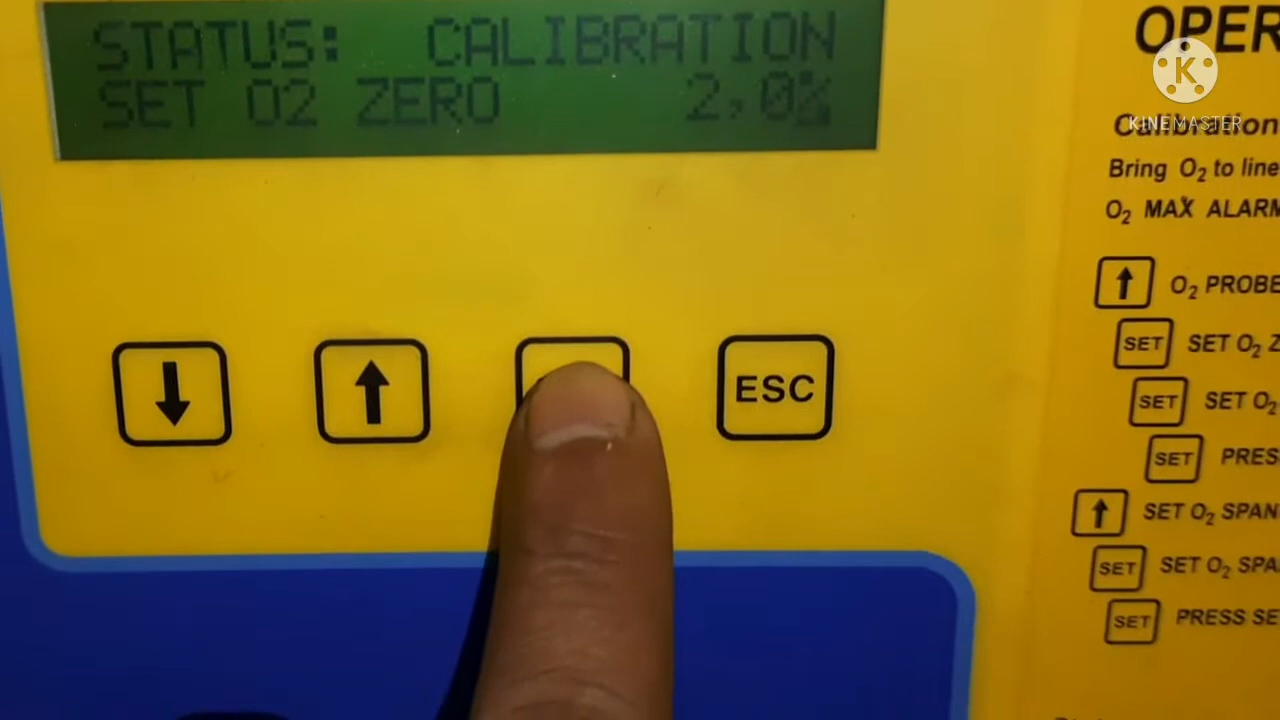 STATUS: CALIBRATION
SET O2 ZERO 2,0%
ESC
OPER
K
KINEMASTER
Calibration
Bring O₂ to line
O₂ MAX ALARM
O₂ PROBE
SET SET O₂ Z
SET SET O₂
SET PRES
SET O₂ SPAN
SET SET O₂ SPA
SET PRESS SE